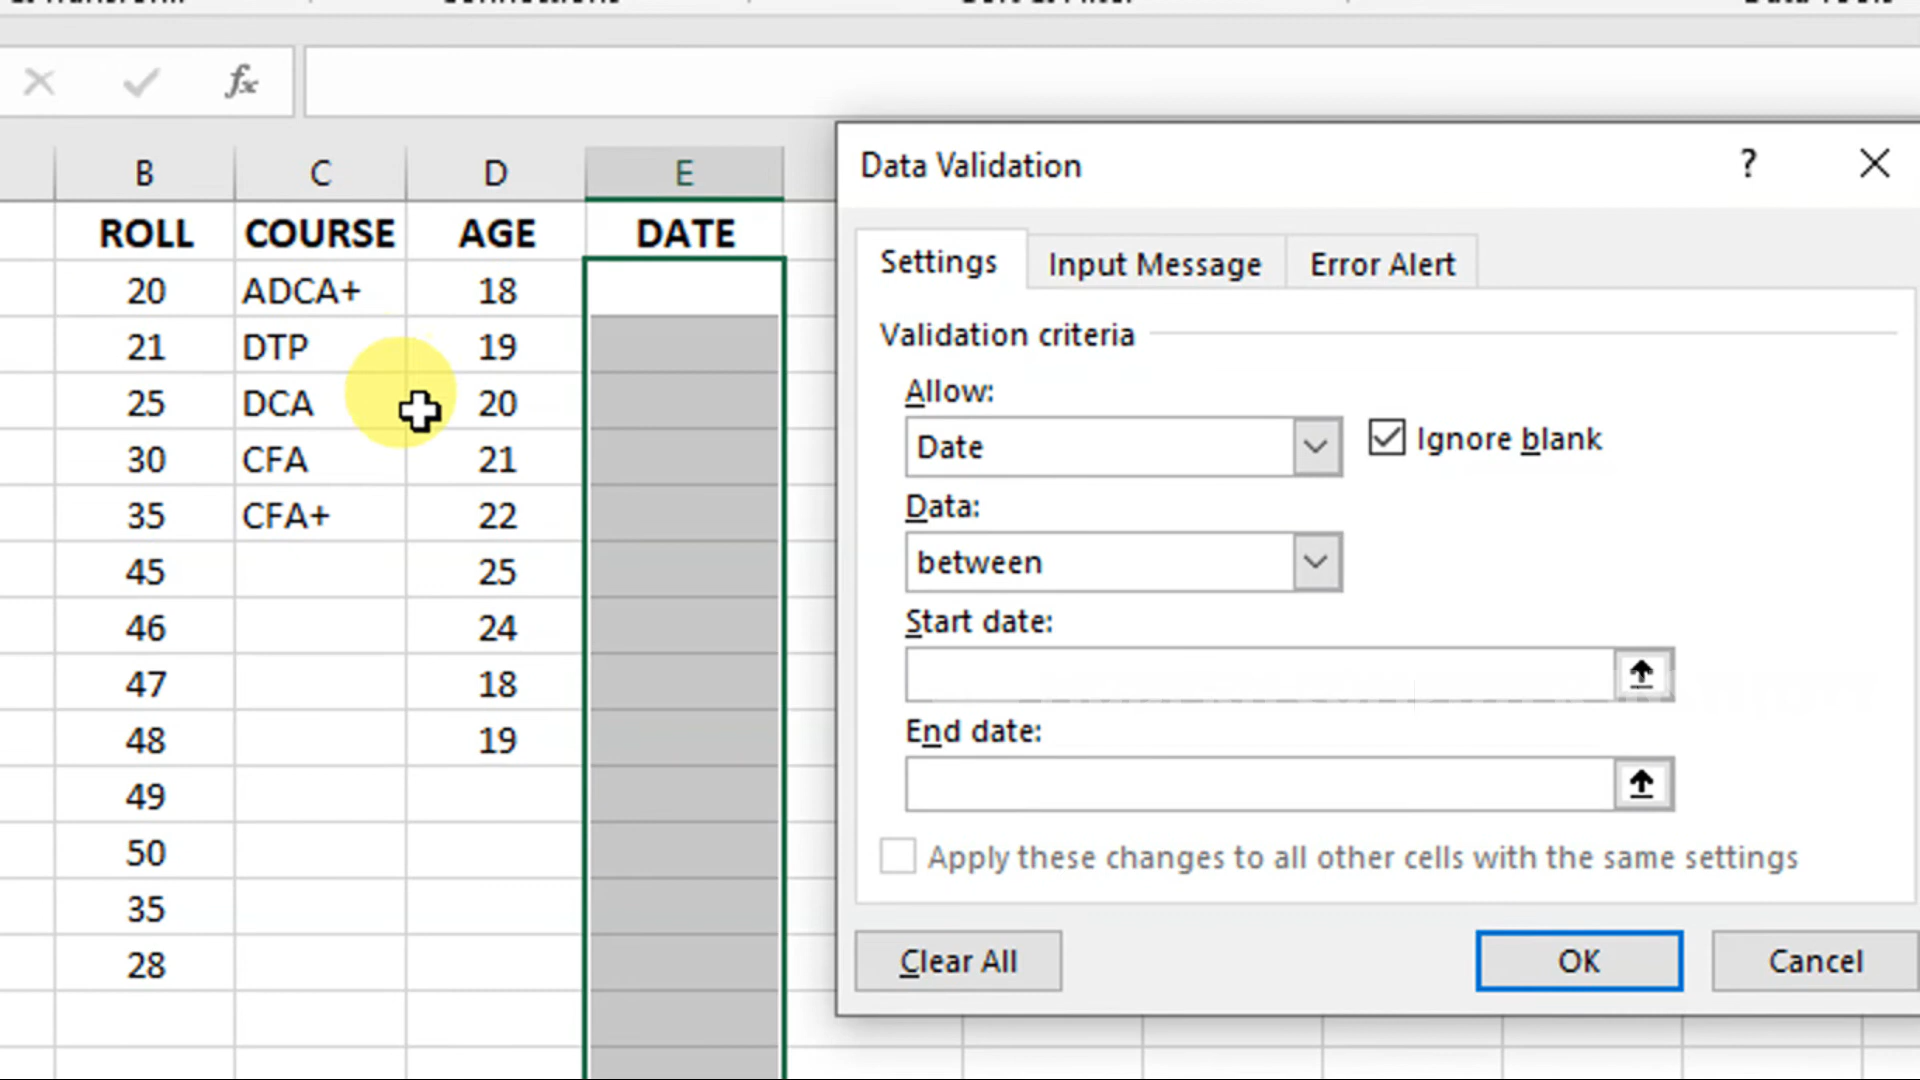 fx
B C D E
ROLL COURSE AGE DATE
20 ADCA+ 18
21 DTP 19
25 DCA 20
30 CFA 21
35 CFA+ 22
45 25
46 24
47 18
48 19
49
50
35
28
Data Validation ?
Settings Input Message Error Alert
Validation criteria
Allow:
Date Ignore blank
Data:
between
Start date:
End date:
Apply these changes to all other cells with the same settings
Clear All OK Cancel